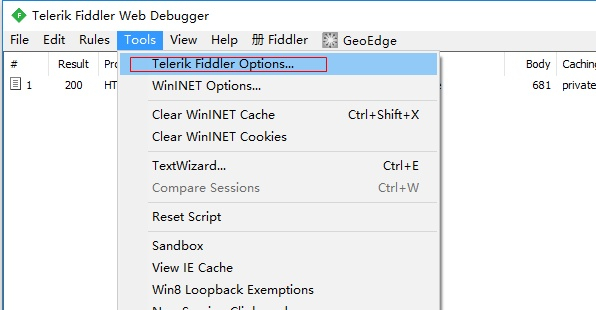 Telerik Fiddler Web Debugger
File Edit Rules Tools View Help 册 Fiddler GeoEdge
# Result Body Caching
Telerik Fiddler Options...
1 200 HT 681 private
WinINET Options...
Clear WinINET Cache Ctrl+Shift+X
Clear WinINET Cookies
TextWizard... Ctrl+E
Compare Sessions Ctrl+W
Reset Script
Sandbox
View IE Cache
Win8 Loopback Exemptions